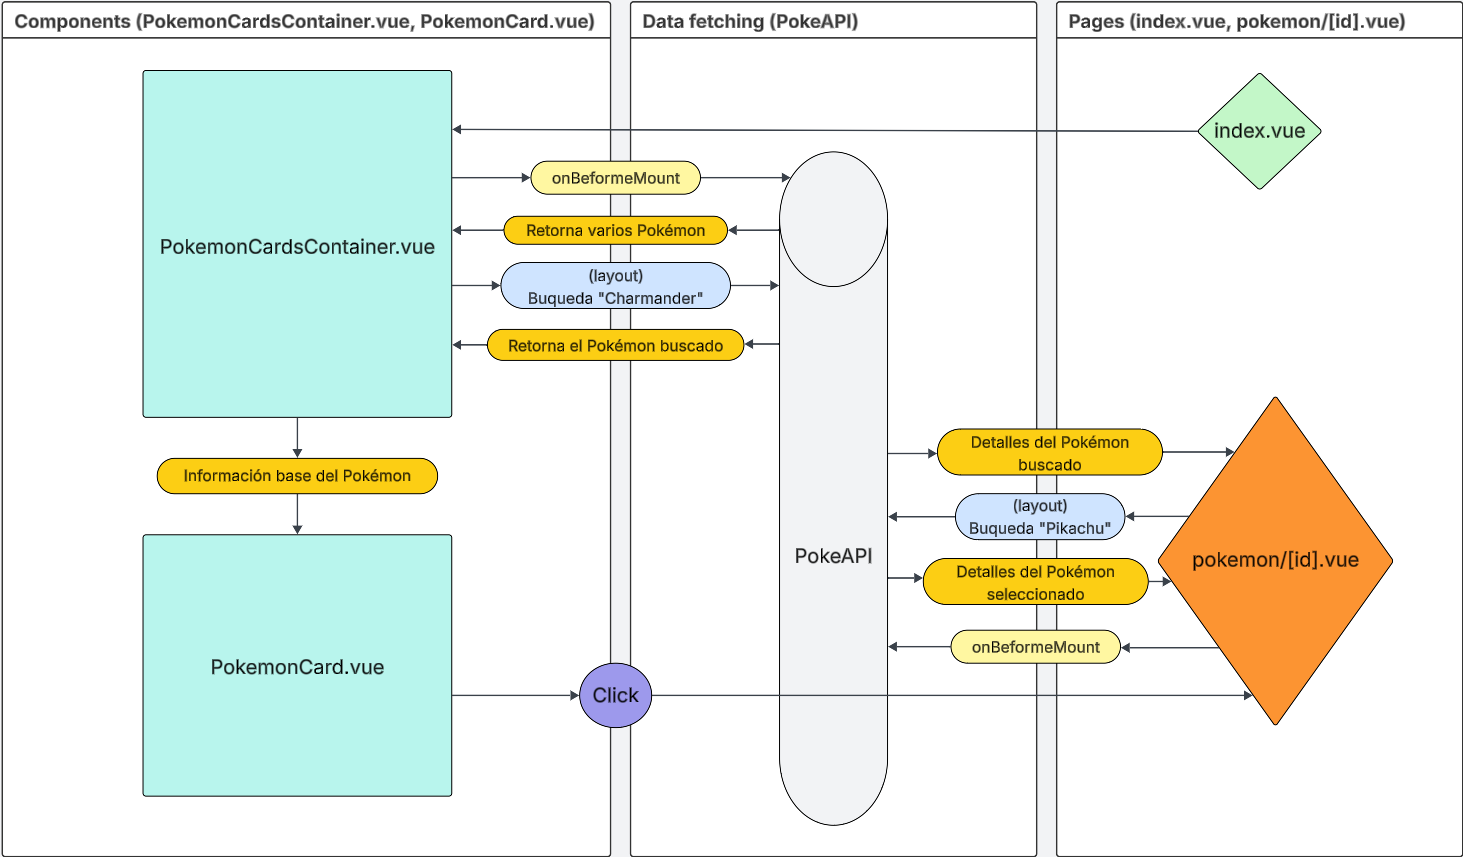 Components (PokemonCardsContainer.vue, PokemonCard.vue)
Data fetching (PokeAPI)
Pages (index.vue, pokemon/[id].vue)
index.vue
onBeformeMount
Retorna varios Pokémon
PokemonCardsContainer.vue
(layout)
Buqueda "Charmander"
Retorna el Pokémon buscado
Información base del Pokémon
PokemonCard.vue
Click
PokeAPI
Detalles del Pokémon
buscado
(layout)
Buqueda "Pikachu"
Detalles del Pokémon
seleccionado
onBeformeMount
pokemon/[id].vue